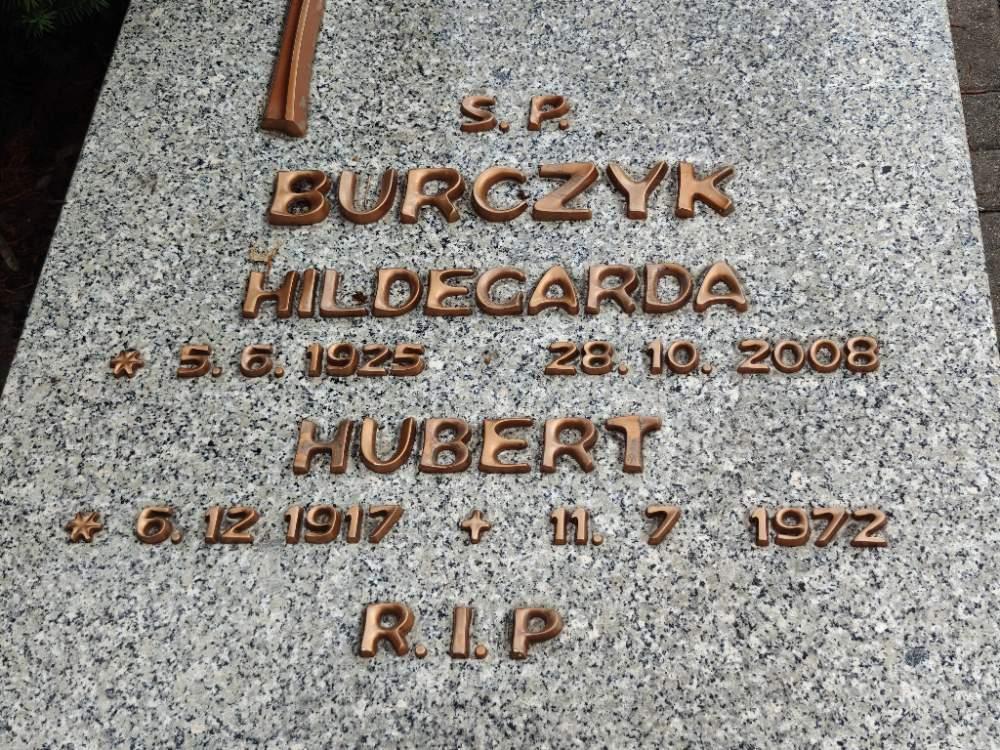 S. P.
BURCZYK
HILDEGARDA
* 5. 6. 1925 28. 10. 2008
HUBERT
* 6. 12 1917 + 11. 7 1972
R. I. P